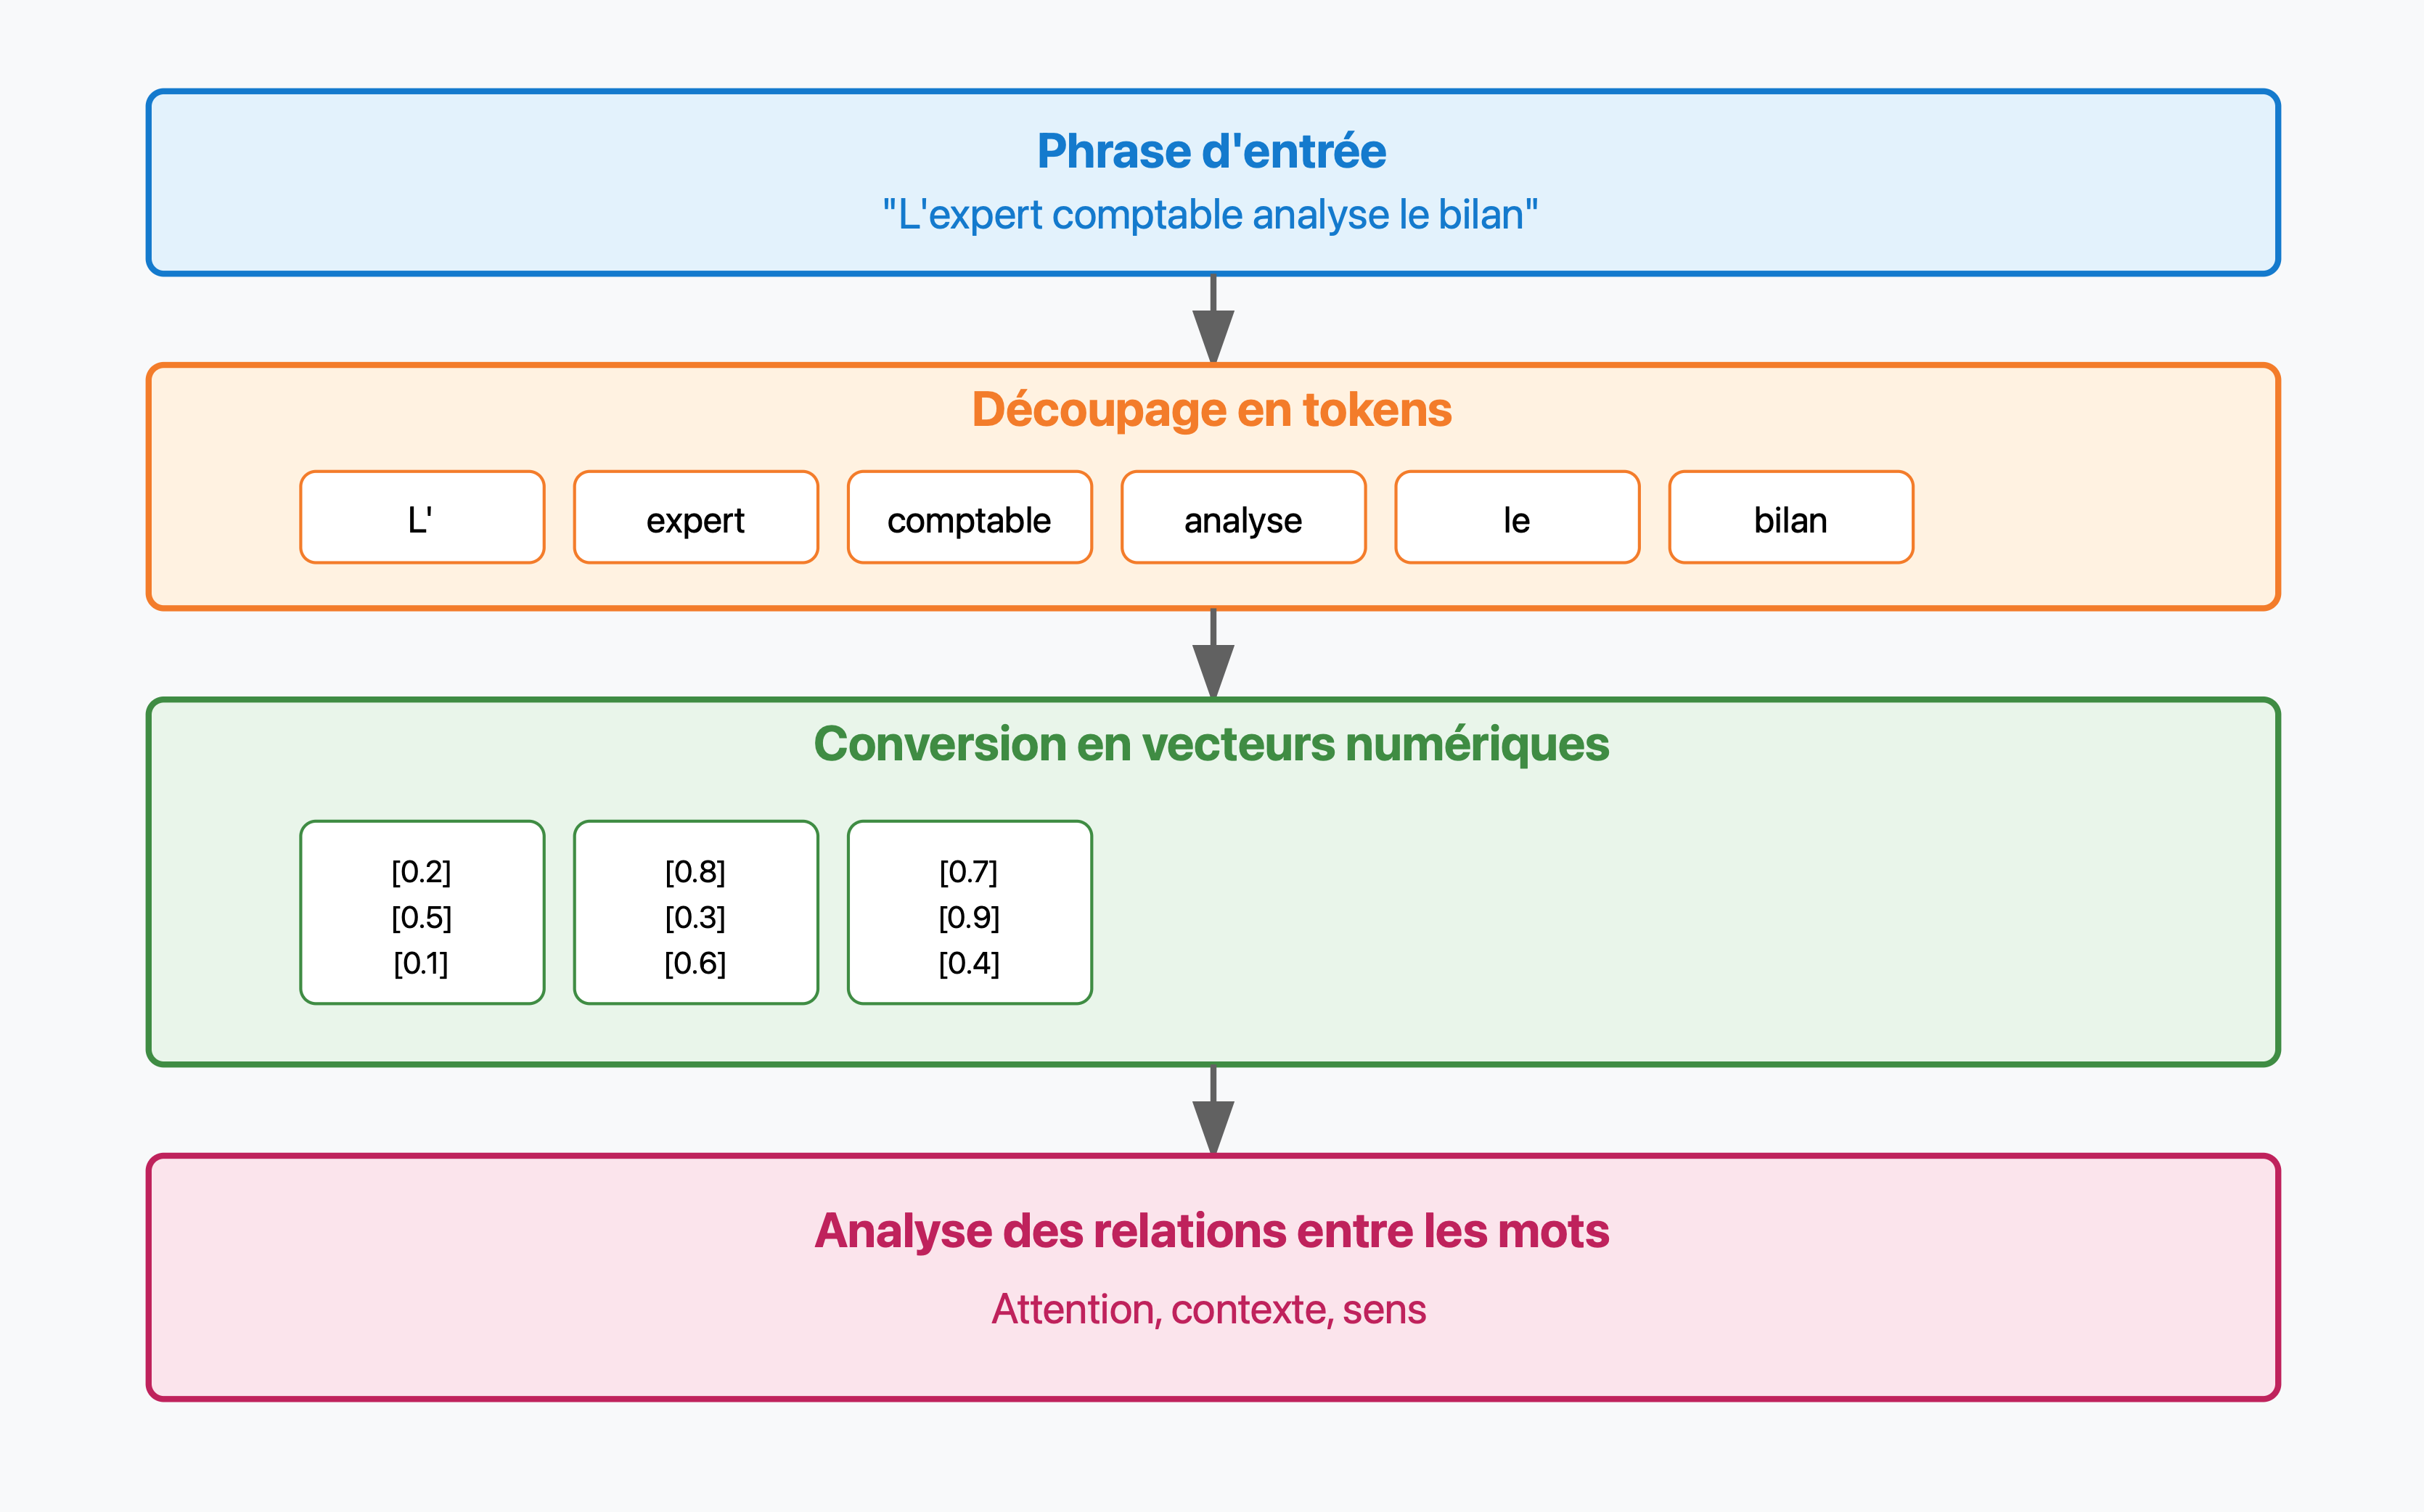 Phrase d'entrée
"L'expert comptable analyse le bilan"
Découpage en tokens
L' expert comptable analyse le bilan
Conversion en vecteurs numériques
[0.2] [0.8] [0.7]
[0.5] [0.3] [0.9]
[0.1] [0.6] [0.4]
Analyse des relations entre les mots
Attention, contexte, sens